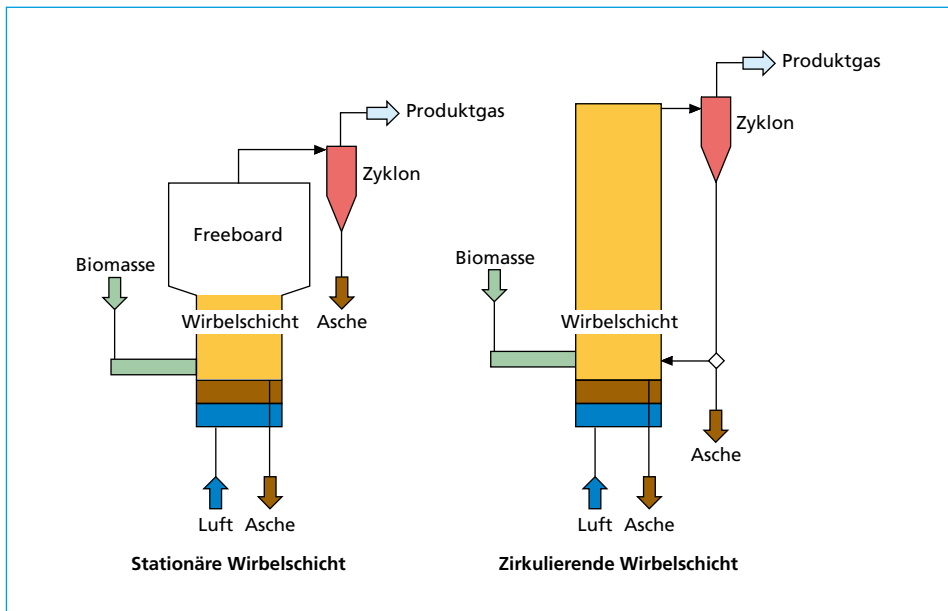 Produktgas
Zyklon
Freeboard
Biomasse
Wirbelschicht
Asche
Luft
Asche
Stationäre Wirbelschicht
Produktgas
Zyklon
Biomasse
Wirbelschicht
Asche
Luft
Asche
Zirkulierende Wirbelschicht